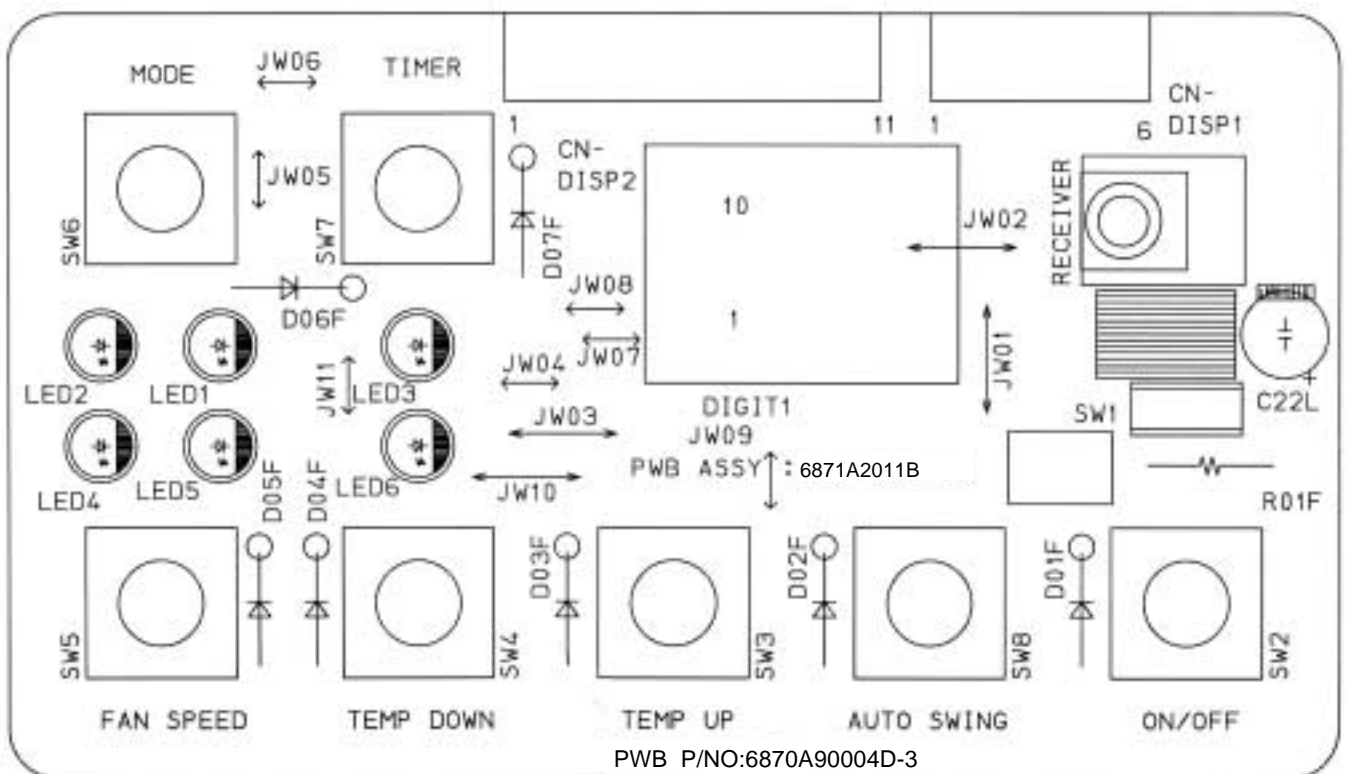 MODE
JW06
TIMER
CN-
DISP1
1
11
1
6
CN-
DISP2
JW05
SW6
SW7
D07F
10
JW02
RECEIVER
D06F
JW08
1
JW07
JW01
LED2
LED1
JW11
LED3
JW04
DIGIT1
SW1
C22L
+
JW03
JW09
PWB ASSY : 6871A2011B
LED4
LED5
D05F
D04F
LED6
JW10
R01F
D03F
D02F
D01F
SW5
SW4
SW3
SW8
SW2
FAN SPEED
TEMP DOWN
TEMP UP
AUTO SWING
ON/OFF
PWB P/NO:6870A90004D-3